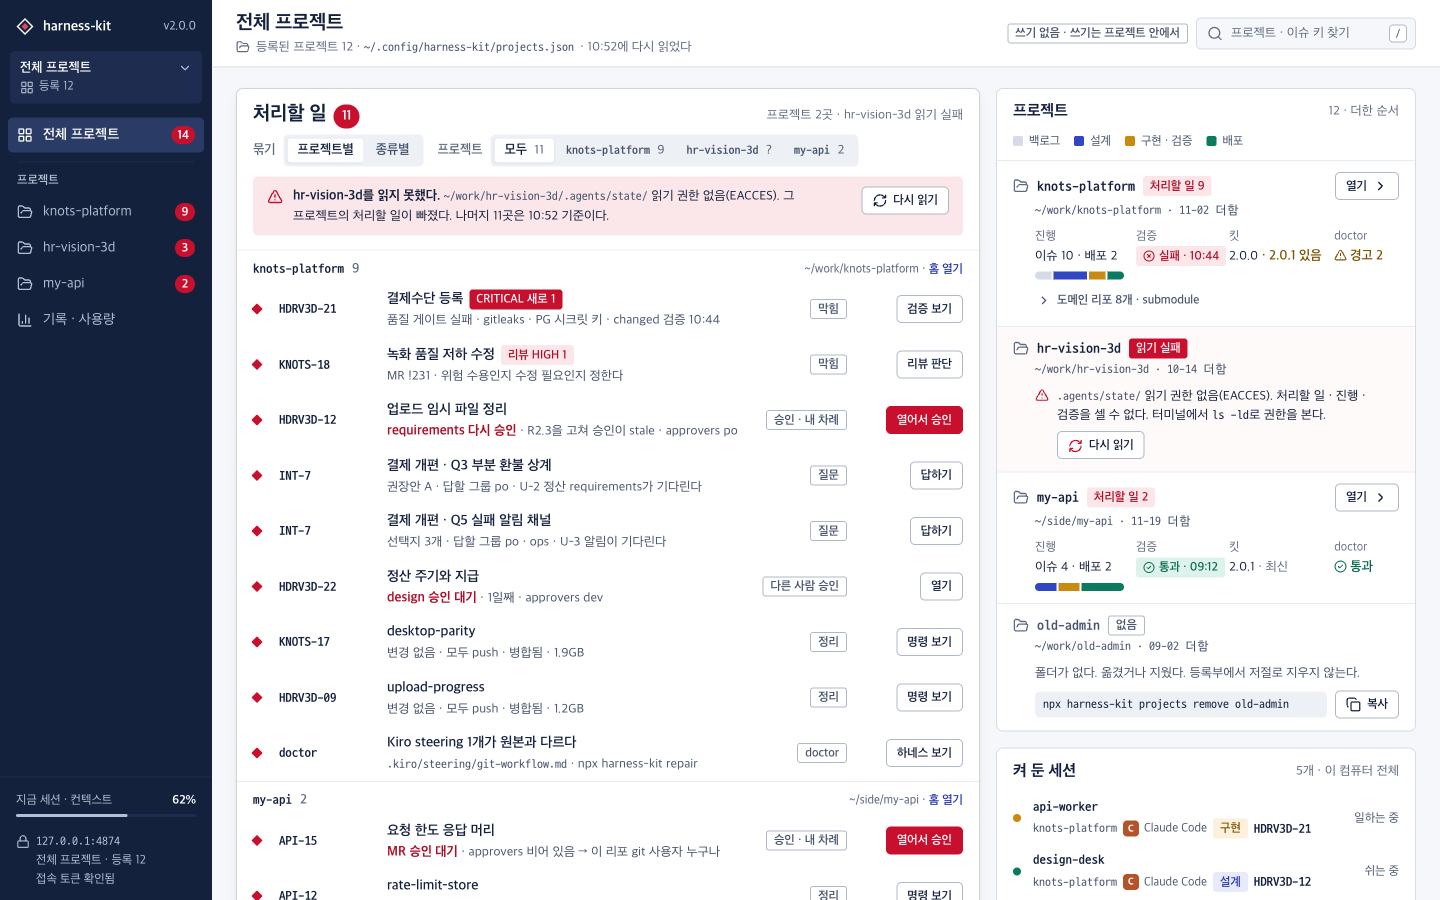 harness-kit v2.0.0
전체 프로젝트
등록 12
전체 프로젝트 14
프로젝트
knots-platform 9
hr-vision-3d 3
my-api 2
기록 · 사용량
지금 세션 · 컨텍스트 62%
127.0.0.1:4874
전체 프로젝트 · 등록 12
접속 토큰 확인됨
전체 프로젝트
등록된 프로젝트 12 · ~/.config/harness-kit/projects.json · 10:52에 다시 읽었다
쓰기 없음 · 쓰기는 프로젝트 안에서
프로젝트 · 이슈 키 찾기 /
처리할 일 11
프로젝트 2곳 · hr-vision-3d 읽기 실패
묶기 프로젝트별 종류별 프로젝트 모두 11 knots-platform 9 hr-vision-3d ? my-api 2
hr-vision-3d를 읽지 못했다. ~/work/hr-vision-3d/.agents/state/ 읽기 권한 없음(EACCES). 그
프로젝트의 처리할 일이 빠졌다. 나머지 11곳은 10:52 기준이다.
다시 읽기
knots-platform 9 ~/work/knots-platform · 홈 열기
HDRV3D-21 결제수단 등록 CRITICAL 새로 1
품질 게이트 실패 · gitleaks · PG 시크릿 키 · changed 검증 10:44
막힘 검증 보기
KNOTS-18 녹화 품질 저하 수정 리뷰 HIGH 1
MR !231 · 위험 수용인지 수정 필요인지 정한다
막힘 리뷰 판단
HDRV3D-12 업로드 임시 파일 정리
requirements 다시 승인 · R2.3을 고쳐 승인이 stale · approvers po
승인 · 내 차례 열어서 승인
INT-7 결제 개편 · Q3 부분 환불 상계
권장안 A · 답할 그룹 po · U-2 정산 requirements가 기다린다
질문 답하기
INT-7 결제 개편 · Q5 실패 알림 채널
선택지 3개 · 답할 그룹 po · ops · U-3 알림이 기다린다
질문 답하기
HDRV3D-22 정산 주기와 지급
design 승인 대기 · 1일째 · approvers dev
다른 사람 승인 열기
KNOTS-17 desktop-parity
변경 없음 · 모두 push · 병합됨 · 1.9GB
정리 명령 보기
HDRV3D-09 upload-progress
변경 없음 · 모두 push · 병합됨 · 1.2GB
정리 명령 보기
doctor Kiro steering 1개가 원본과 다르다
.kiro/steering/git-workflow.md · npx harness-kit repair
doctor 하네스 보기
my-api 2 ~/side/my-api · 홈 열기
API-15 요청 한도 응답 머리
MR 승인 대기 · approvers 비어 있음 → 이 리포 git 사용자 누구나
승인 · 내 차례 열어서 승인
API-12 rate-limit-store
정리 명령 보기
프로젝트 12 · 더한 순서
백로그 설계 구현 · 검증 배포
knots-platform 처리할 일 9 열기
~/work/knots-platform · 11-02 더함
진행 검증 킷 doctor
이슈 10 · 배포 2 실패 · 10:44 2.0.0 · 2.0.1 있음 경고 2
도메인 리포 8개 · submodule
hr-vision-3d 읽기 실패
~/work/hr-vision-3d · 10-14 더함
.agents/state/ 읽기 권한 없음(EACCES). 처리할 일 · 진행 ·
검증을 셀 수 없다. 터미널에서 ls -ld로 권한을 본다.
다시 읽기
my-api 처리할 일 2 열기
~/side/my-api · 11-19 더함
진행 검증 킷 doctor
이슈 4 · 배포 2 통과 · 09:12 2.0.1 · 최신 통과
old-admin 없음
~/work/old-admin · 09-02 더함
폴더가 없다. 옮겼거나 지웠다. 등록부에서 저절로 지우지 않는다.
npx harness-kit projects remove old-admin 복사
켜 둔 세션 5개 · 이 컴퓨터 전체
api-worker 일하는 중
knots-platform C Claude Code 구현 HDRV3D-21
design-desk 쉬는 중
knots-platform C Claude Code 설계 HDRV3D-12